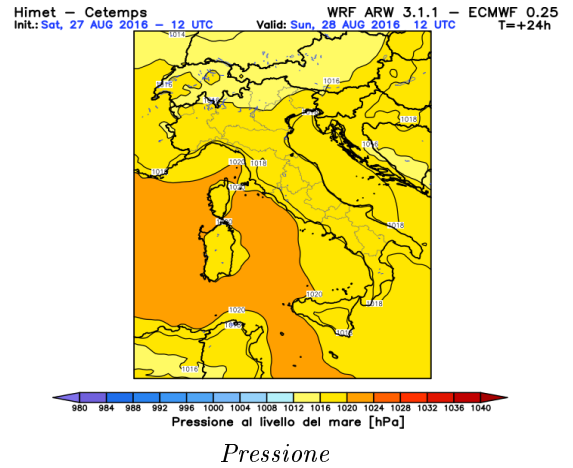 Himet – Cetemps WRF ARW 3.1.1 – ECMWF 0.25
Init.: Sat, 27 AUG 2016 – 12 UTC Valid: Sun, 28 AUG 2016 12 UTC T=+24h
1014
1016
1016
1018
1020 1018
1018
1020
1020
1018
1020
1016
980 984 988 992 996 1000 1004 1008 1012 1016 1020 1024 1028 1032 1036 1040
Pressione al livello del mare [hPa]
Pressione